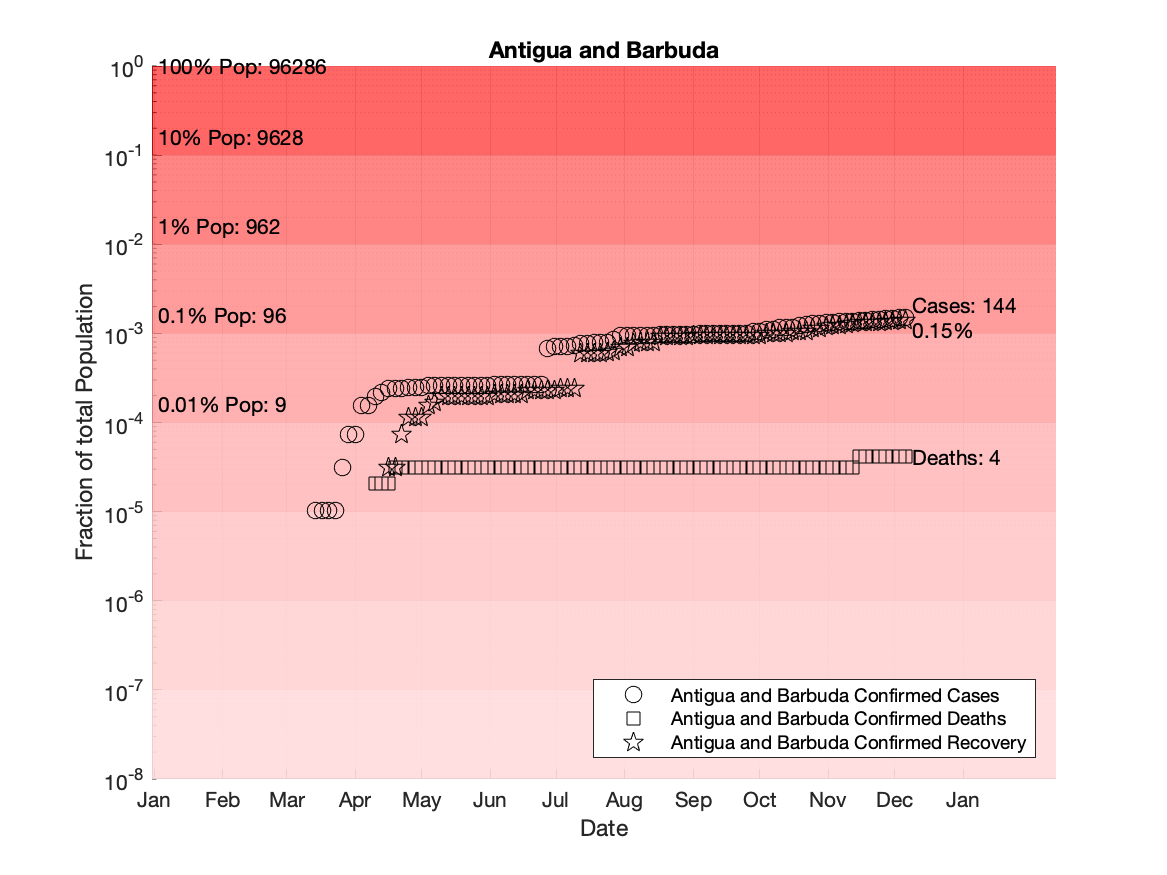 Antigua and Barbuda
10^0
100% Pop: 96286
10% Pop: 9628
10^-1
1% Pop: 962
10^-2
0.1% Pop: 96
10^-3
Cases: 144
0.15%
0.01% Pop: 9
10^-4
Deaths: 4
10^-5
10^-6
10^-7
10^-8
Fraction of total Population
Antigua and Barbuda Confirmed Cases
Antigua and Barbuda Confirmed Deaths
Antigua and Barbuda Confirmed Recovery
Jan Feb Mar Apr May Jun Jul Aug Sep Oct Nov Dec Jan
Date